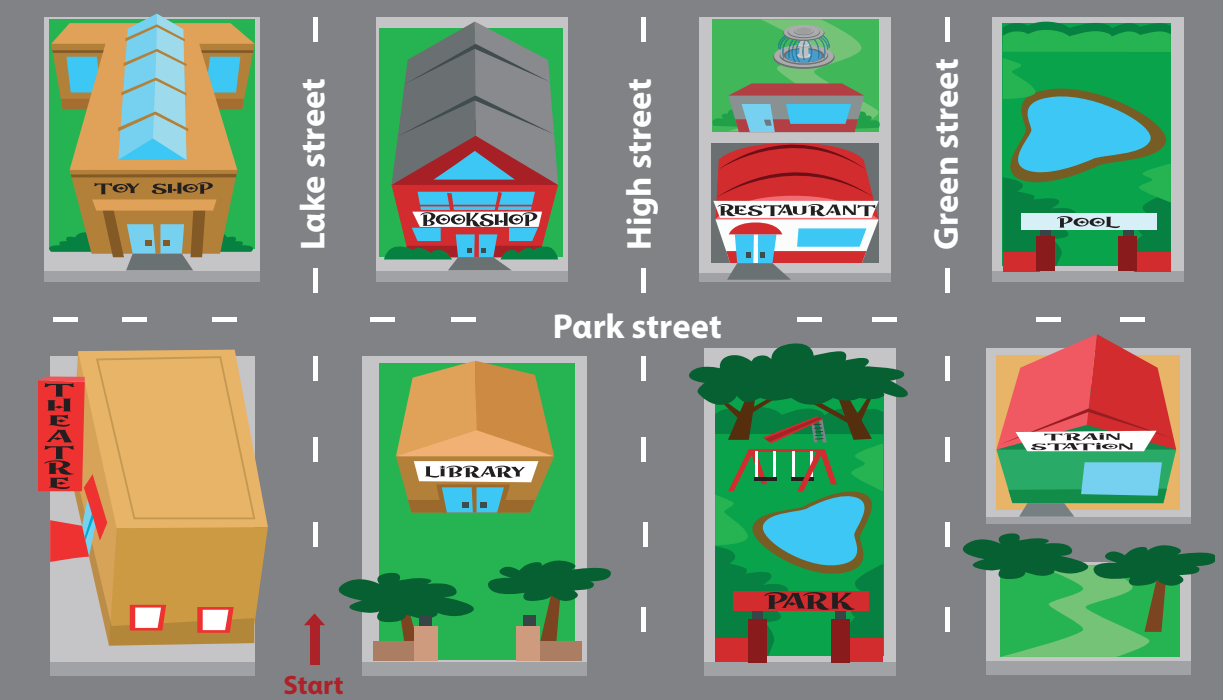 TOY SHOP
Lake street
BOOKSHOP
High street
RESTAURANT
Green street
POOL
Park street
THEATRE
LiBRARY
PARK
TRAiN
STATiON
Start